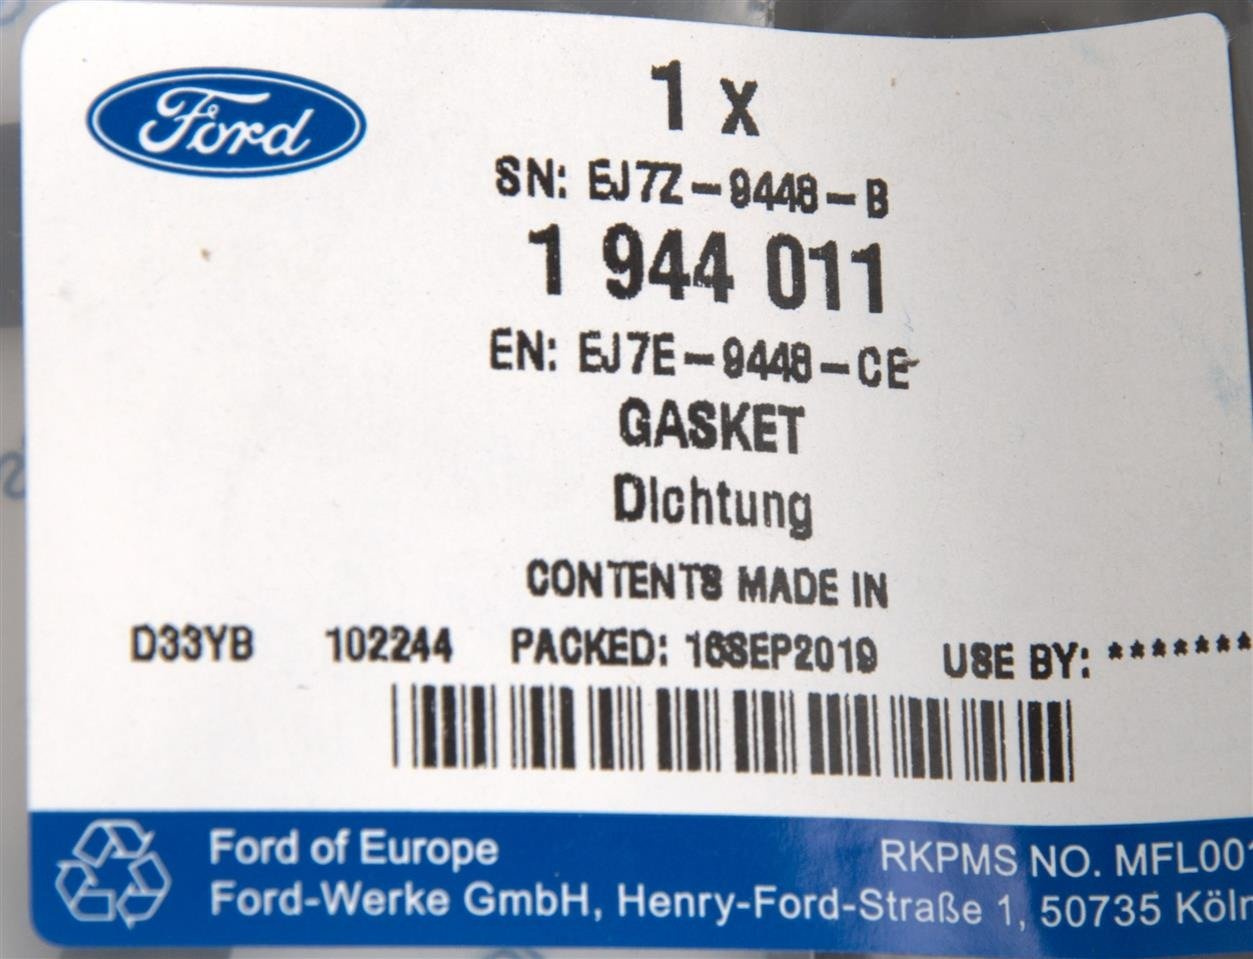 Ford
1 x
SN: EJ7Z-9448-B
1 944 011
EN: EJ7E-9448-CE
GASKET
Dichtung
CONTENTS MADE IN
D33YB 102244 PACKED: 16SEP2019 USE BY: *******
Ford of Europe
RKPMS NO. MFL001
Ford-Werke GmbH, Henry-Ford-Straße 1, 50735 Köln